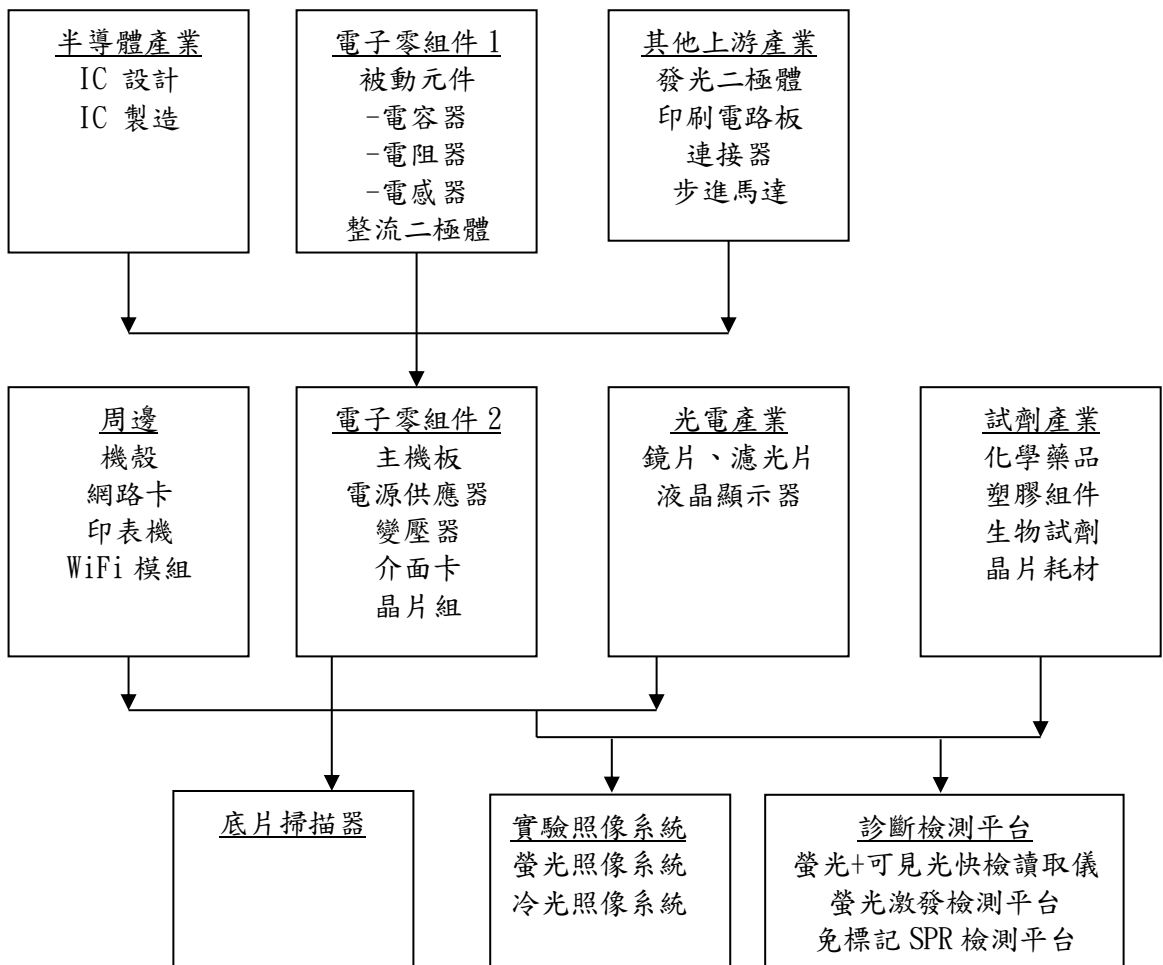 半導體產業
IC 設計
IC 製造
電子零組件 1
被動元件
-電容器
-電阻器
-電感器
整流二極體
其他上游產業
發光二極體
印刷電路板
連接器
步進馬達
周邊
機殼
網路卡
印表機
WiFi 模組
電子零組件 2
主機板
電源供應器
變壓器
介面卡
晶片組
光電產業
鏡片、濾光片
液晶顯示器
試劑產業
化學藥品
塑膠組件
生物試劑
晶片耗材
底片掃描器
實驗照像系統
螢光照像系統
冷光照像系統
診斷檢測平台
螢光+可見光快檢讀取儀
螢光激發檢測平台
免標記 SPR 檢測平台